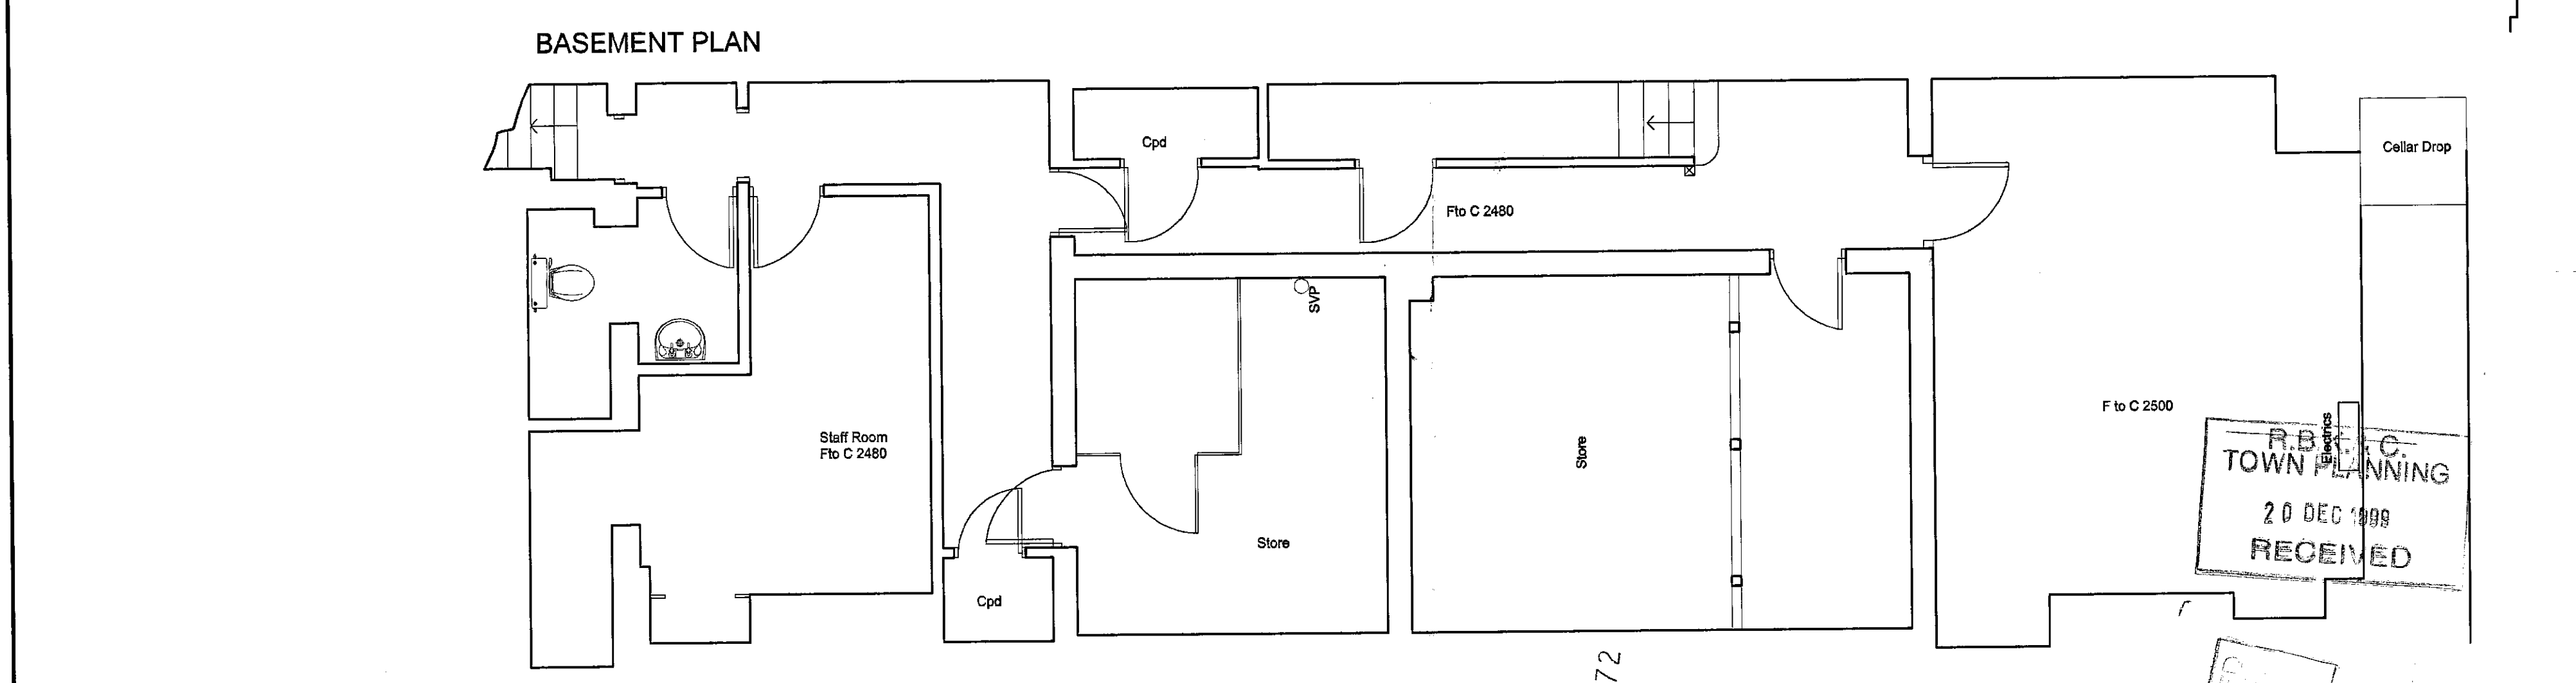 BASEMENT PLAN
Cpd
Cellar Drop
Fto C 2480
SVP
F to C 2500
Staff Room
Fto C 2480
Store
Electrics
R.B.K. & C.
TOWN PLANNING
20 DEC 1999
RECEIVED
Store
Cpd
72